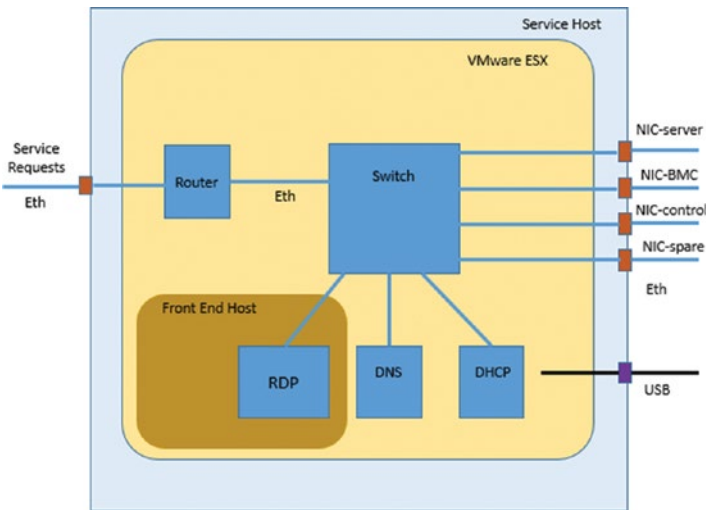 Service Host
VMware ESX
Service
Requests
Eth
Router
Eth
Switch
NIC-server
NIC-BMC
NIC-control
NIC-spare
Eth
Front End Host
RDP
DNS
DHCP
USB